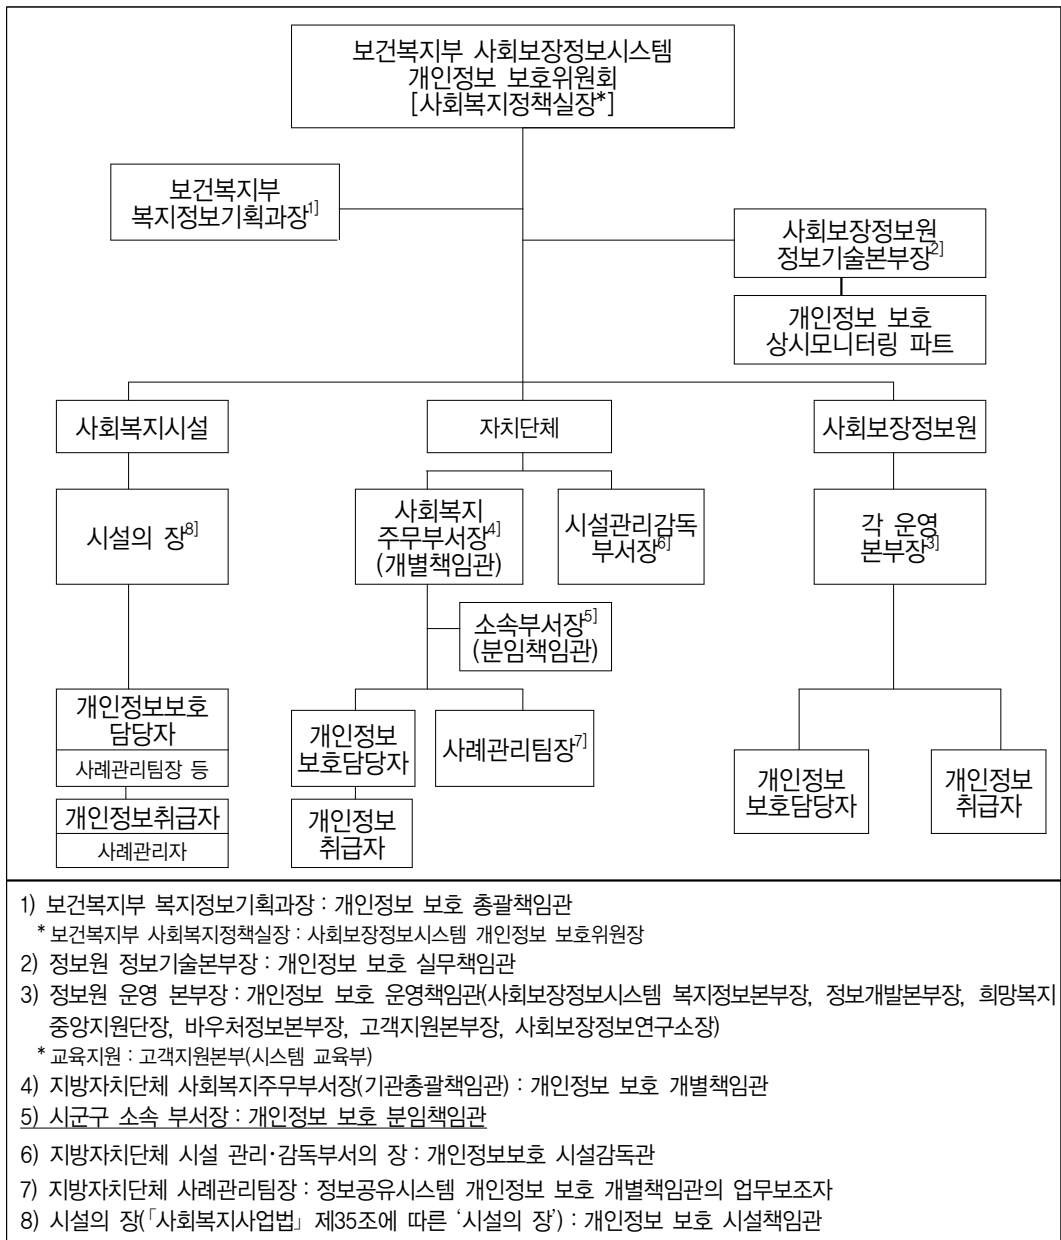 보건복지부 사회보장정보시스템
개인정보 보호위원회
[사회복지정책실장*]
보건복지부
복지정보기획과장1]
사회보장정보원
정보기술본부장2]
개인정보 보호
상시모니터링 파트
사회복지시설
자치단체
사회보장정보원
시설의 장8]
사회복지
주무부서장4]
(개별책임관)
시설관리감독
부서장6]
각 운영
본부장3]
소속부서장5]
(분임책임관)
개인정보보호
담당자
사례관리팀장 등
개인정보취급자
사례관리자
개인정보
보호담당자
개인정보
취급자
사례관리팀장7]
개인정보
보호담당자
개인정보
취급자
1) 보건복지부 복지정보기획과장 : 개인정보 보호 총괄책임관
* 보건복지부 사회복지정책실장 : 사회보장정보시스템 개인정보 보호위원장
2) 정보원 정보기술본부장 : 개인정보 보호 실무책임관
3) 정보원 운영 본부장 : 개인정보 보호 운영책임관(사회보장정보시스템 복지정보본부장, 정보개발본부장, 희망복지
중앙지원단장, 바우처정보본부장, 고객지원본부장, 사회보장정보연구소장)
* 교육지원 : 고객지원본부(시스템 교육부)
4) 지방자치단체 사회복지주무부서장(기관총괄책임관) : 개인정보 보호 개별책임관
5) 시군구 소속 부서장 : 개인정보 보호 분임책임관
6) 지방자치단체 시설 관리·감독부서의 장 : 개인정보보호 시설감독관
7) 지방자치단체 사례관리팀장 : 정보공유시스템 개인정보 보호 개별책임관의 업무보조자
8) 시설의 장(「사회복지사업법」 제35조에 따른 ‘시설의 장’) : 개인정보 보호 시설책임관